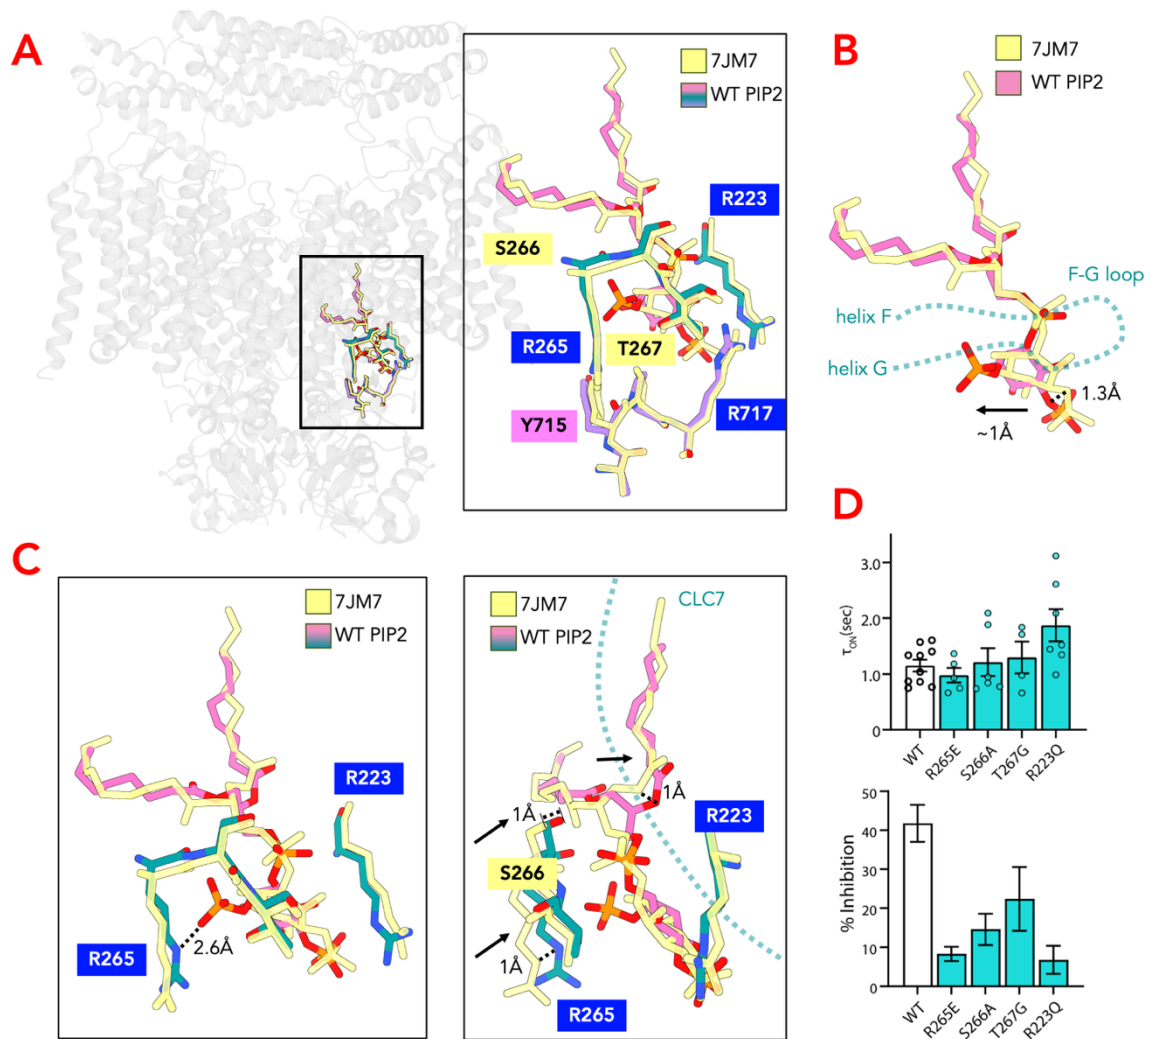 A
7JM7
WT PIP2
R223
S266
R265
T267
Y715
R717
B
7JM7
WT PIP2
F-G loop
helix F
helix G
1.3Å
~1Å
C
7JM7
WT PIP2
R223
2.6Å
R265
7JM7
WT PIP2
CLC7
1Å
1Å
R223
S266
1Å
R265
D
τON(sec)
3.0
2.0
1.0
0
WT
R265E
S266A
T267G
R223Q
% Inhibition
50
40
30
20
10
0
WT
R265E
S266A
T267G
R223Q